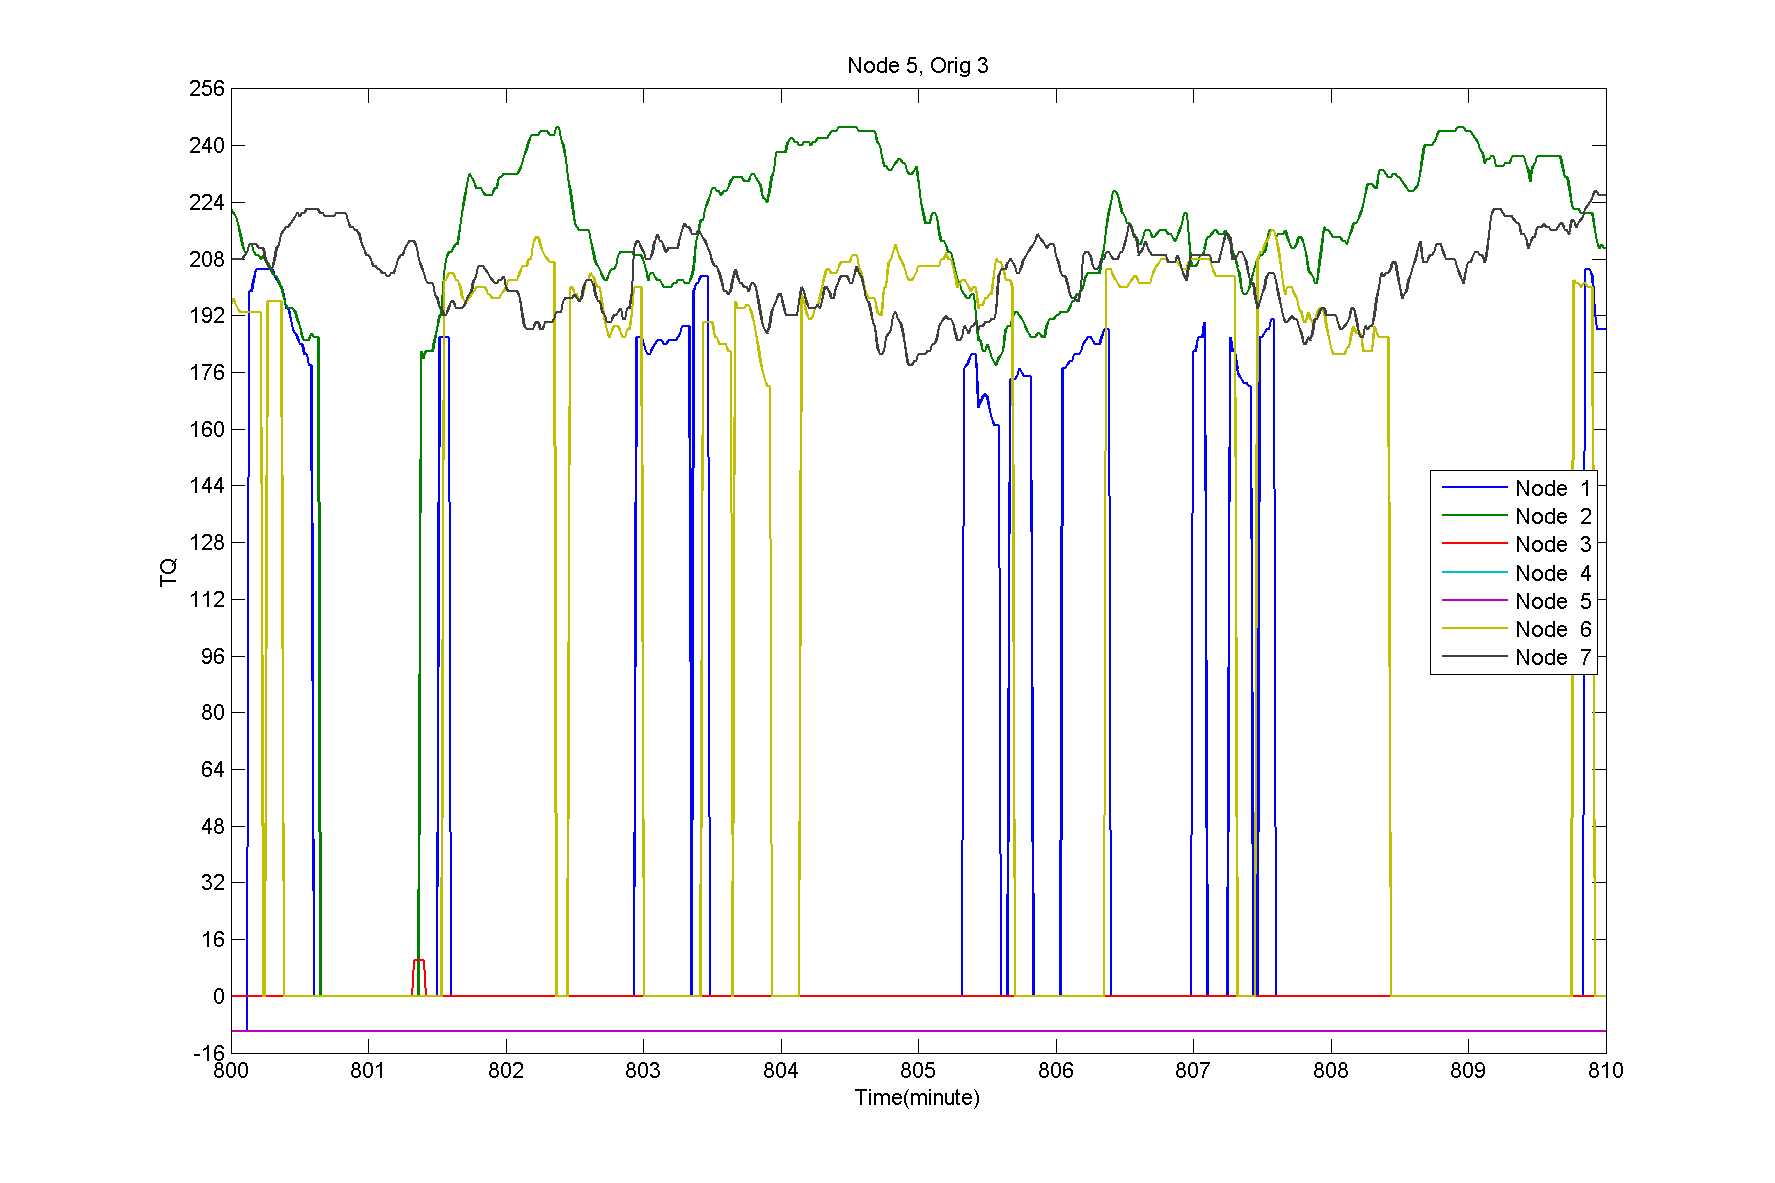 Node 5, Orig 3
256
240
224
208
192
176
160
144
128
112
96
80
64
48
32
16
0
-16
TQ
Node 1
Node 2
Node 3
Node 4
Node 5
Node 6
Node 7
800 801 802 803 804 805 806 807 808 809 810
Time(minute)